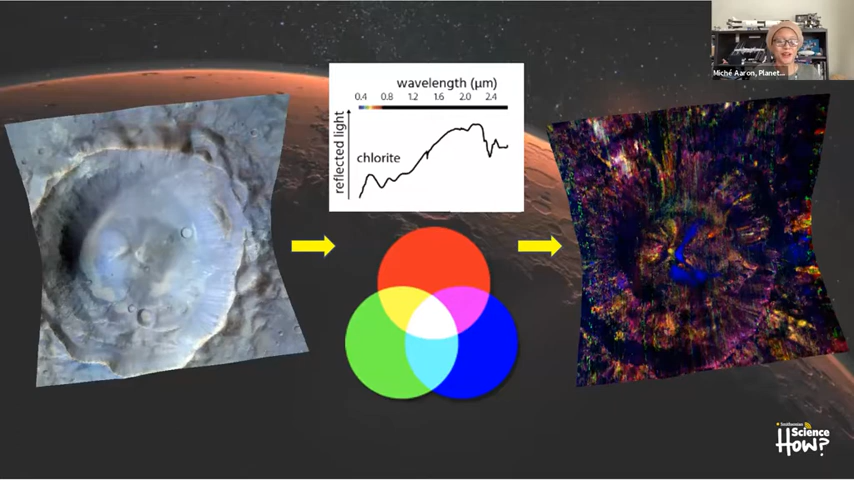 Miché Aaron, Planet...
wavelength (μm)
0.4 0.8 1.2 1.6 2.0 2.4
reflected light
chlorite
Smithsonian
Science
How?